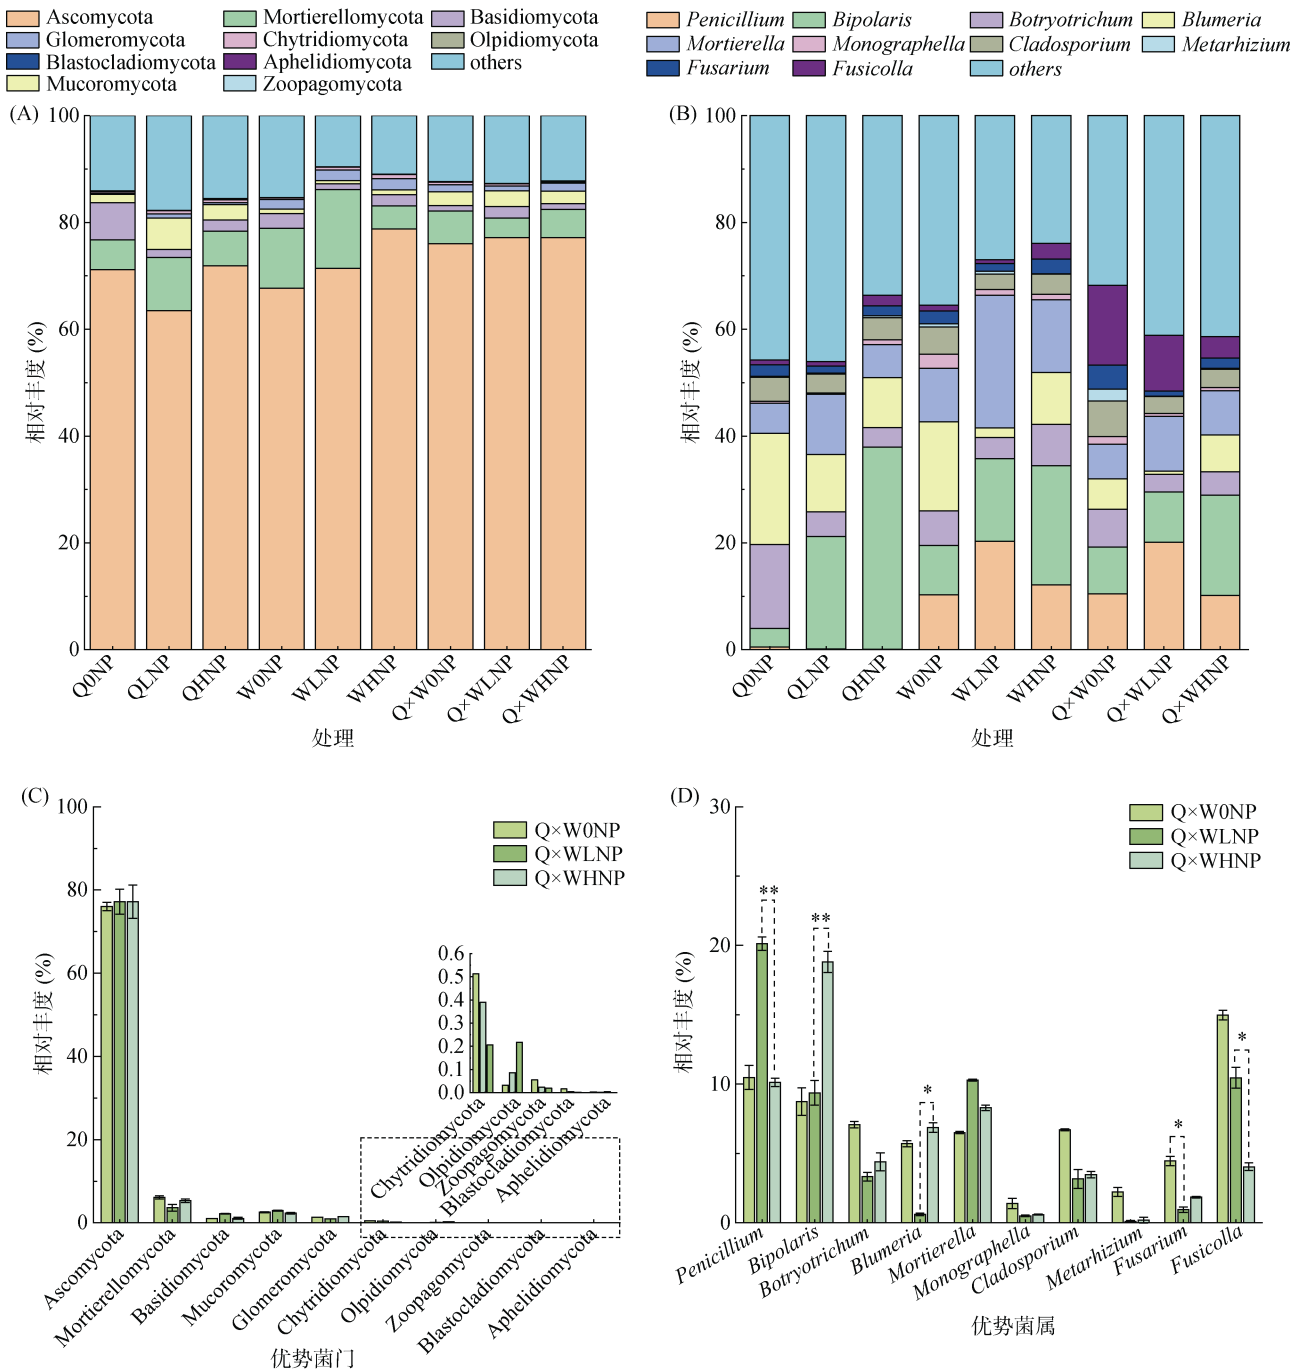 Ascomycota Mortierellomycota Basidiomycota
Glomeromycota Chytridiomycota Olpidiomycota
Blastocladiomycota Aphelidiomycota others
Mucoromycota Zoopagomycota
(A)
100
80
60
40
20
0
相对丰度 (%)
Q0NP QLNP QHNP W0NP WLNP WHNP Q×W0NP Q×WLNP Q×WHNP
处理
Penicillium Bipolaris Botryotrichum Blumeria
Mortierella Monographella Cladosporium Metarhizium
Fusarium Fusicolla others
(B)
100
80
60
40
20
0
相对丰度 (%)
Q0NP QLNP QHNP W0NP WLNP WHNP Q×W0NP Q×WLNP Q×WHNP
处理
(C)
100
80
60
40
20
0
相对丰度 (%)
Q×W0NP
Q×WLNP
Q×WHNP
0.6
0.5
0.4
0.3
0.2
0.1
0.0
Chytridiomycota Olpidiomycota Zoopagomycota Blastocladiomycota Aphelidiomycota
Ascomycota Mortierellomycota Basidiomycota Mucoromycota Glomeromycota Chytridiomycota Olpidiomycota Zoopagomycota Blastocladiomycota Aphelidiomycota
优势菌门
(D)
30
20
10
0
相对丰度 (%)
Q×W0NP
Q×WLNP
Q×WHNP
**
**
*
*
*
Penicillium Bipolaris Botryotrichum Blumeria Mortierella Monographella Cladosporium Metarhizium Fusarium Fusicolla
优势菌属